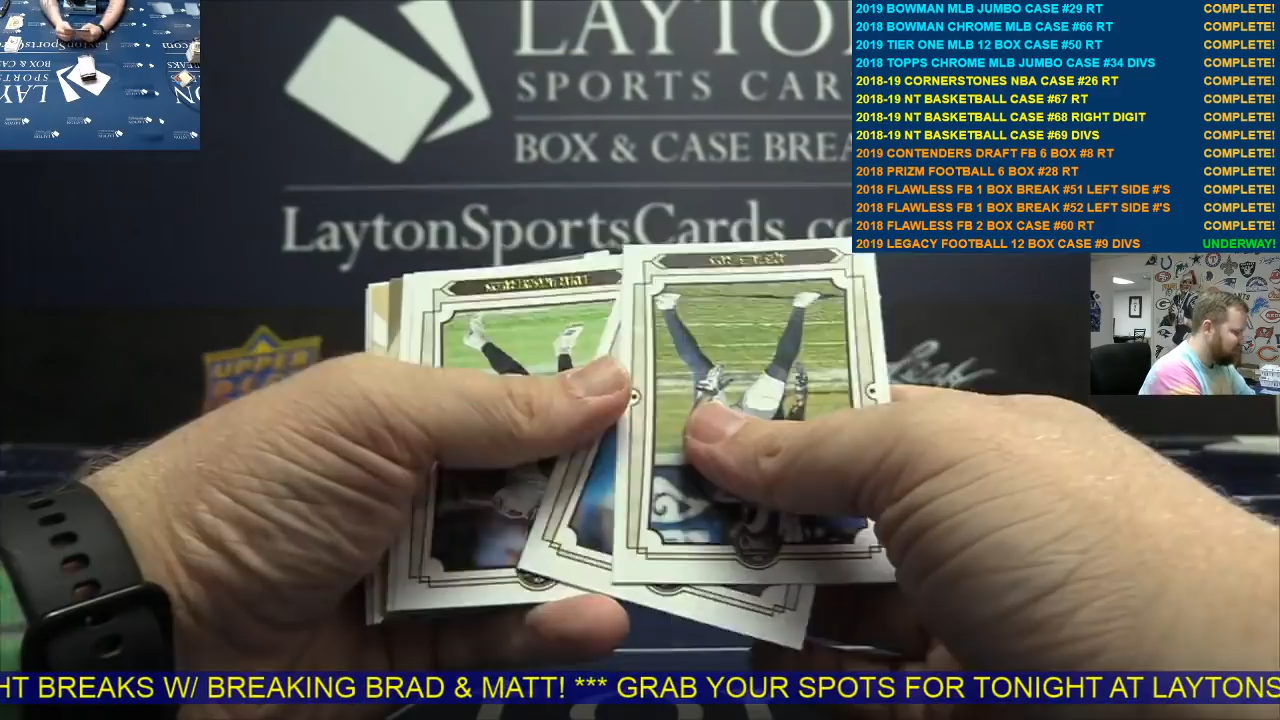 LAYTO
SPORTS CAR
BOX & CASE BREA
LaytonSportsCards.co
UPPER
Leaf
2019 BOWMAN MLB JUMBO CASE #29 RT COMPLETE!
2018 BOWMAN CHROME MLB CASE #66 RT COMPLETE!
2019 TIER ONE MLB 12 BOX CASE #50 RT COMPLETE!
2018 TOPPS CHROME MLB JUMBO CASE #34 DIVS COMPLETE!
2018-19 CORNERSTONES NBA CASE #26 RT COMPLETE!
2018-19 NT BASKETBALL CASE #67 RT COMPLETE!
2018-19 NT BASKETBALL CASE #68 RIGHT DIGIT COMPLETE!
2018-19 NT BASKETBALL CASE #69 DIVS COMPLETE!
2019 CONTENDERS DRAFT FB 6 BOX #8 RT COMPLETE!
2018 PRIZM FOOTBALL 6 BOX #28 RT COMPLETE!
2018 FLAWLESS FB 1 BOX BREAK #51 LEFT SIDE #'S COMPLETE!
2018 FLAWLESS FB 1 BOX BREAK #52 LEFT SIDE #'S COMPLETE!
2018 FLAWLESS FB 2 BOX CASE #60 RT COMPLETE!
2019 LEGACY FOOTBALL 12 BOX CASE #9 DIVS UNDERWAY!
HT BREAKS W/ BREAKING BRAD & MATT! *** GRAB YOUR SPOTS FOR TONIGHT AT LAYTONS